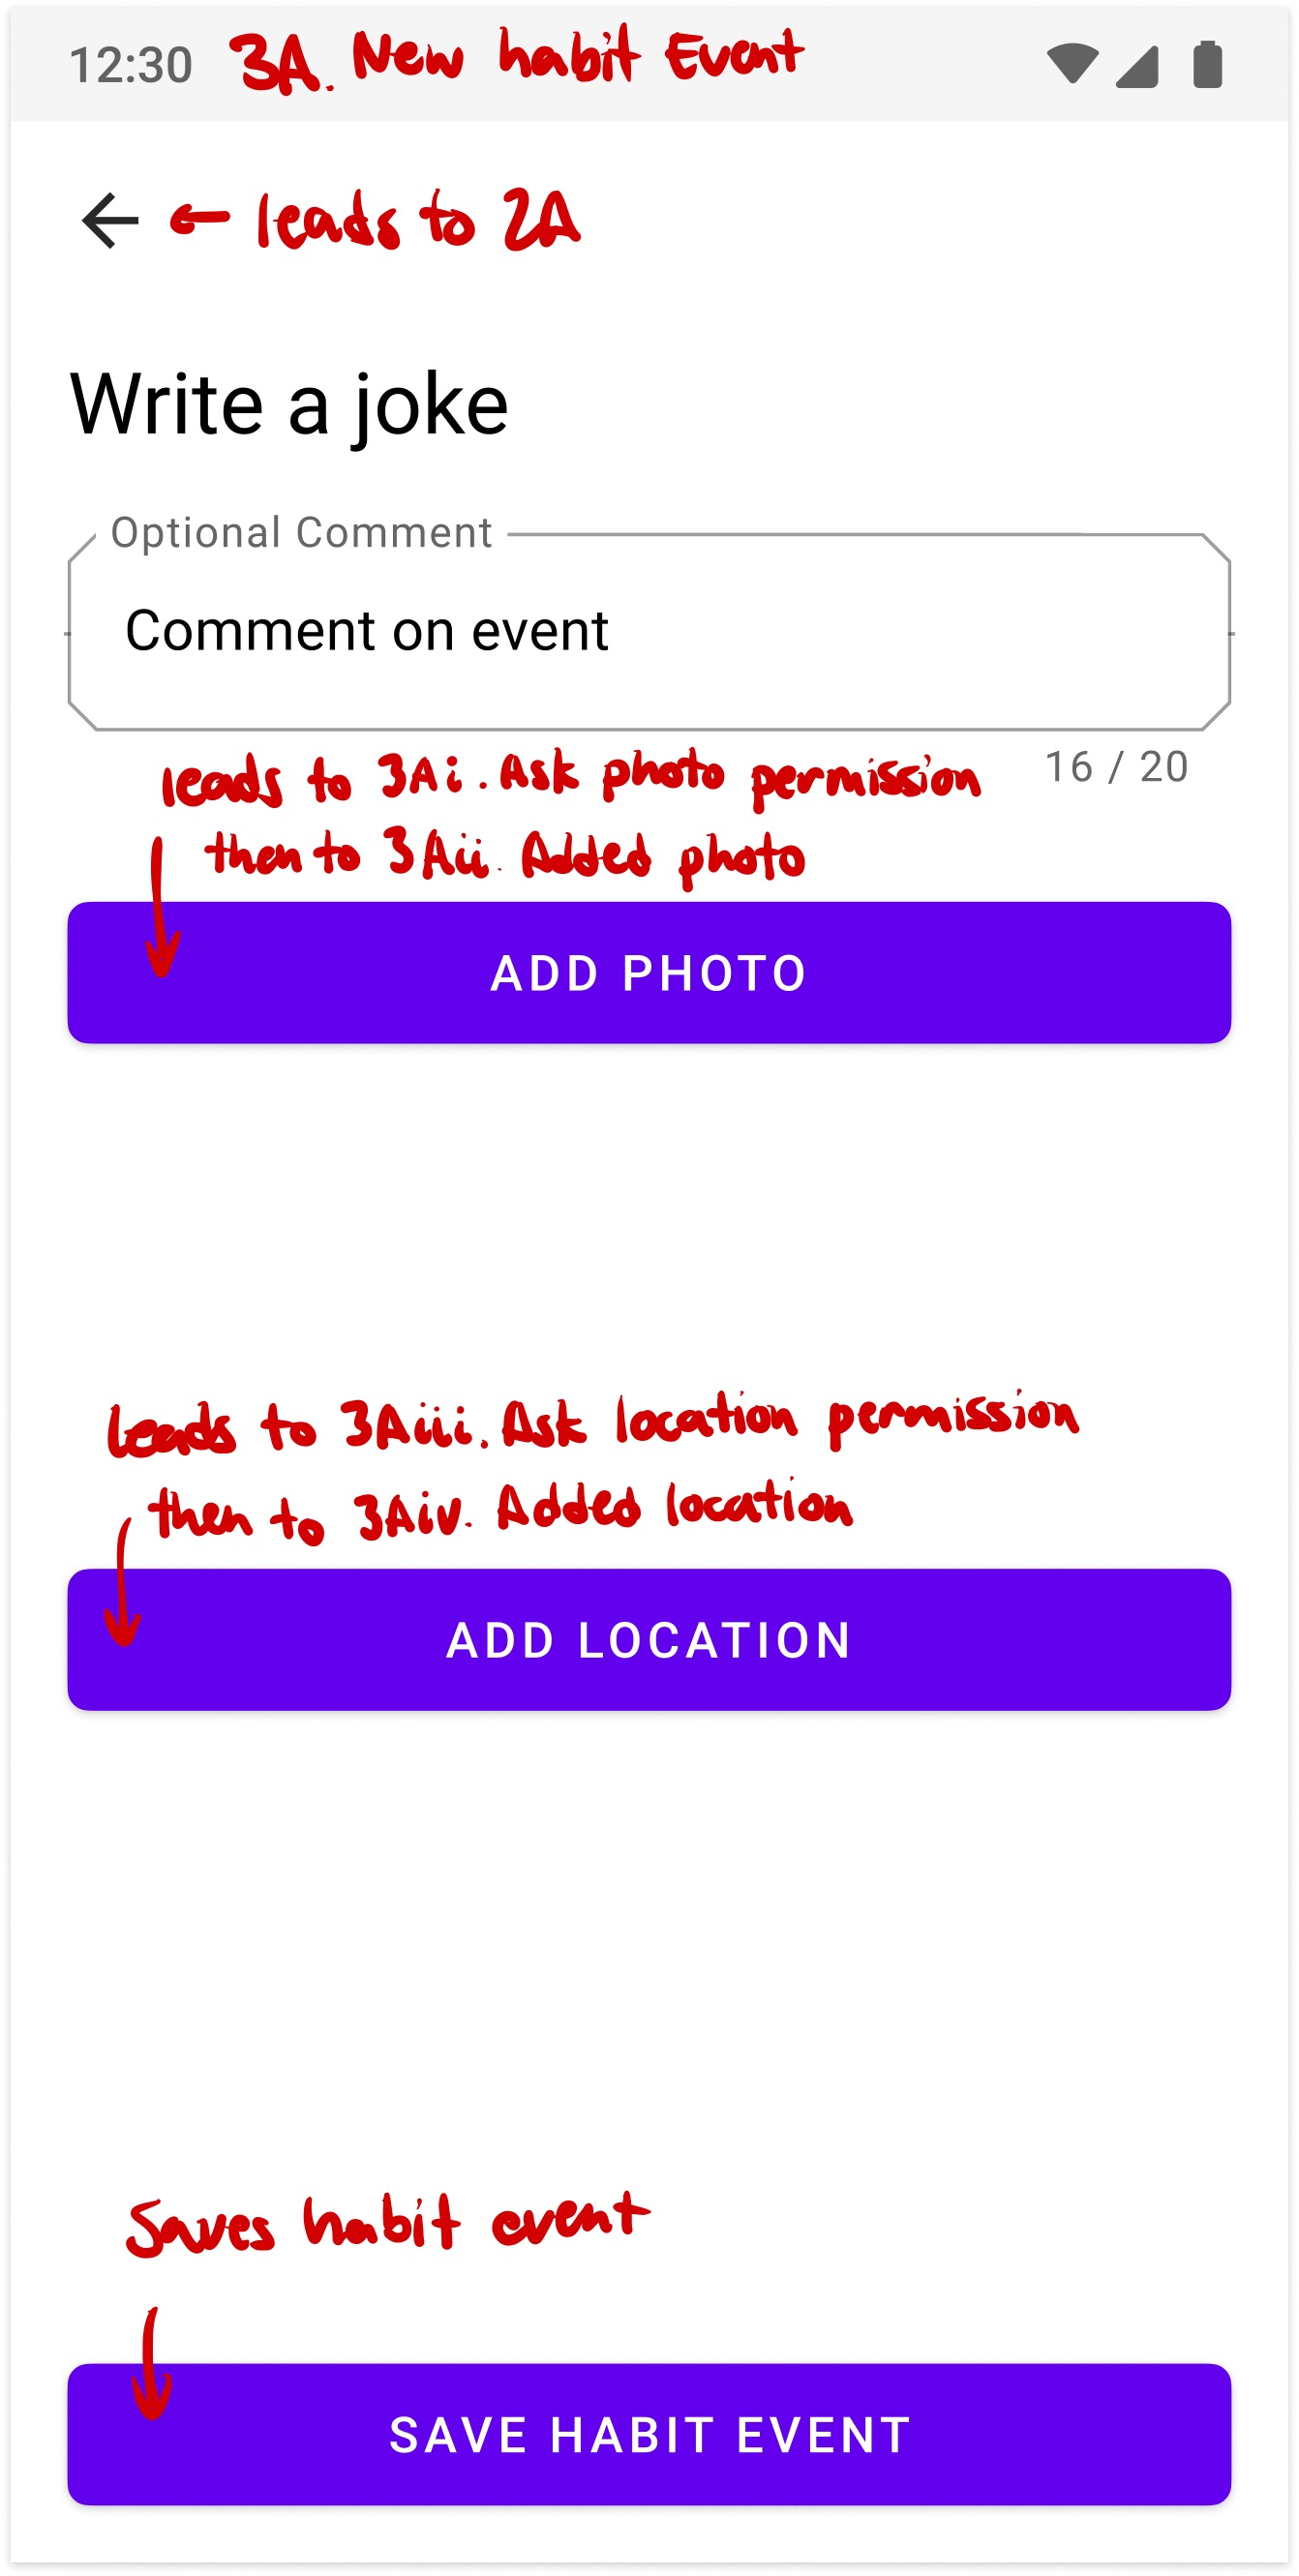 12:30 3A. New habit Event
← leads to 2A
Write a joke
Optional Comment
Comment on event
16 / 20
leads to 3Ai. Ask photo permission
then to 3Aii. Added photo
ADD PHOTO
Leads to 3Aiii. Ask location permission
then to 3Aiv. Added location
ADD LOCATION
Saves habit event
SAVE HABIT EVENT